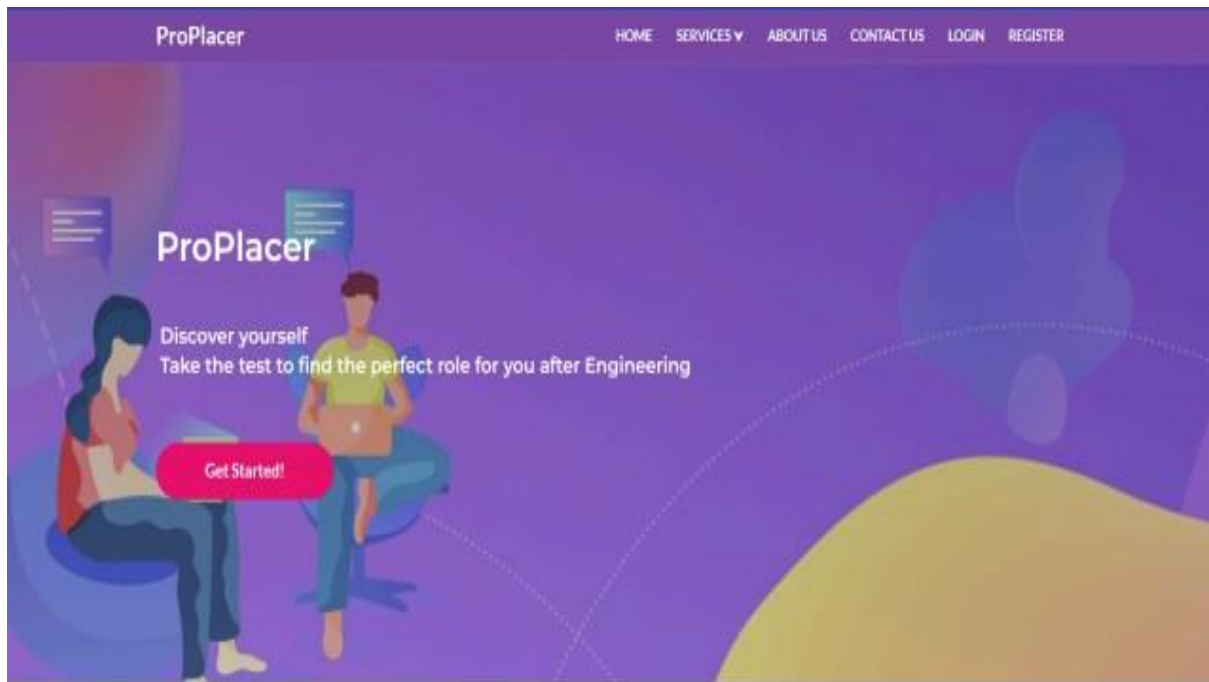 ProPlacer
HOME SERVICES ABOUT US CONTACT US LOGIN REGISTER
ProPlacer
Discover yourself
Take the test to find the perfect role for you after Engineering
Get Started!